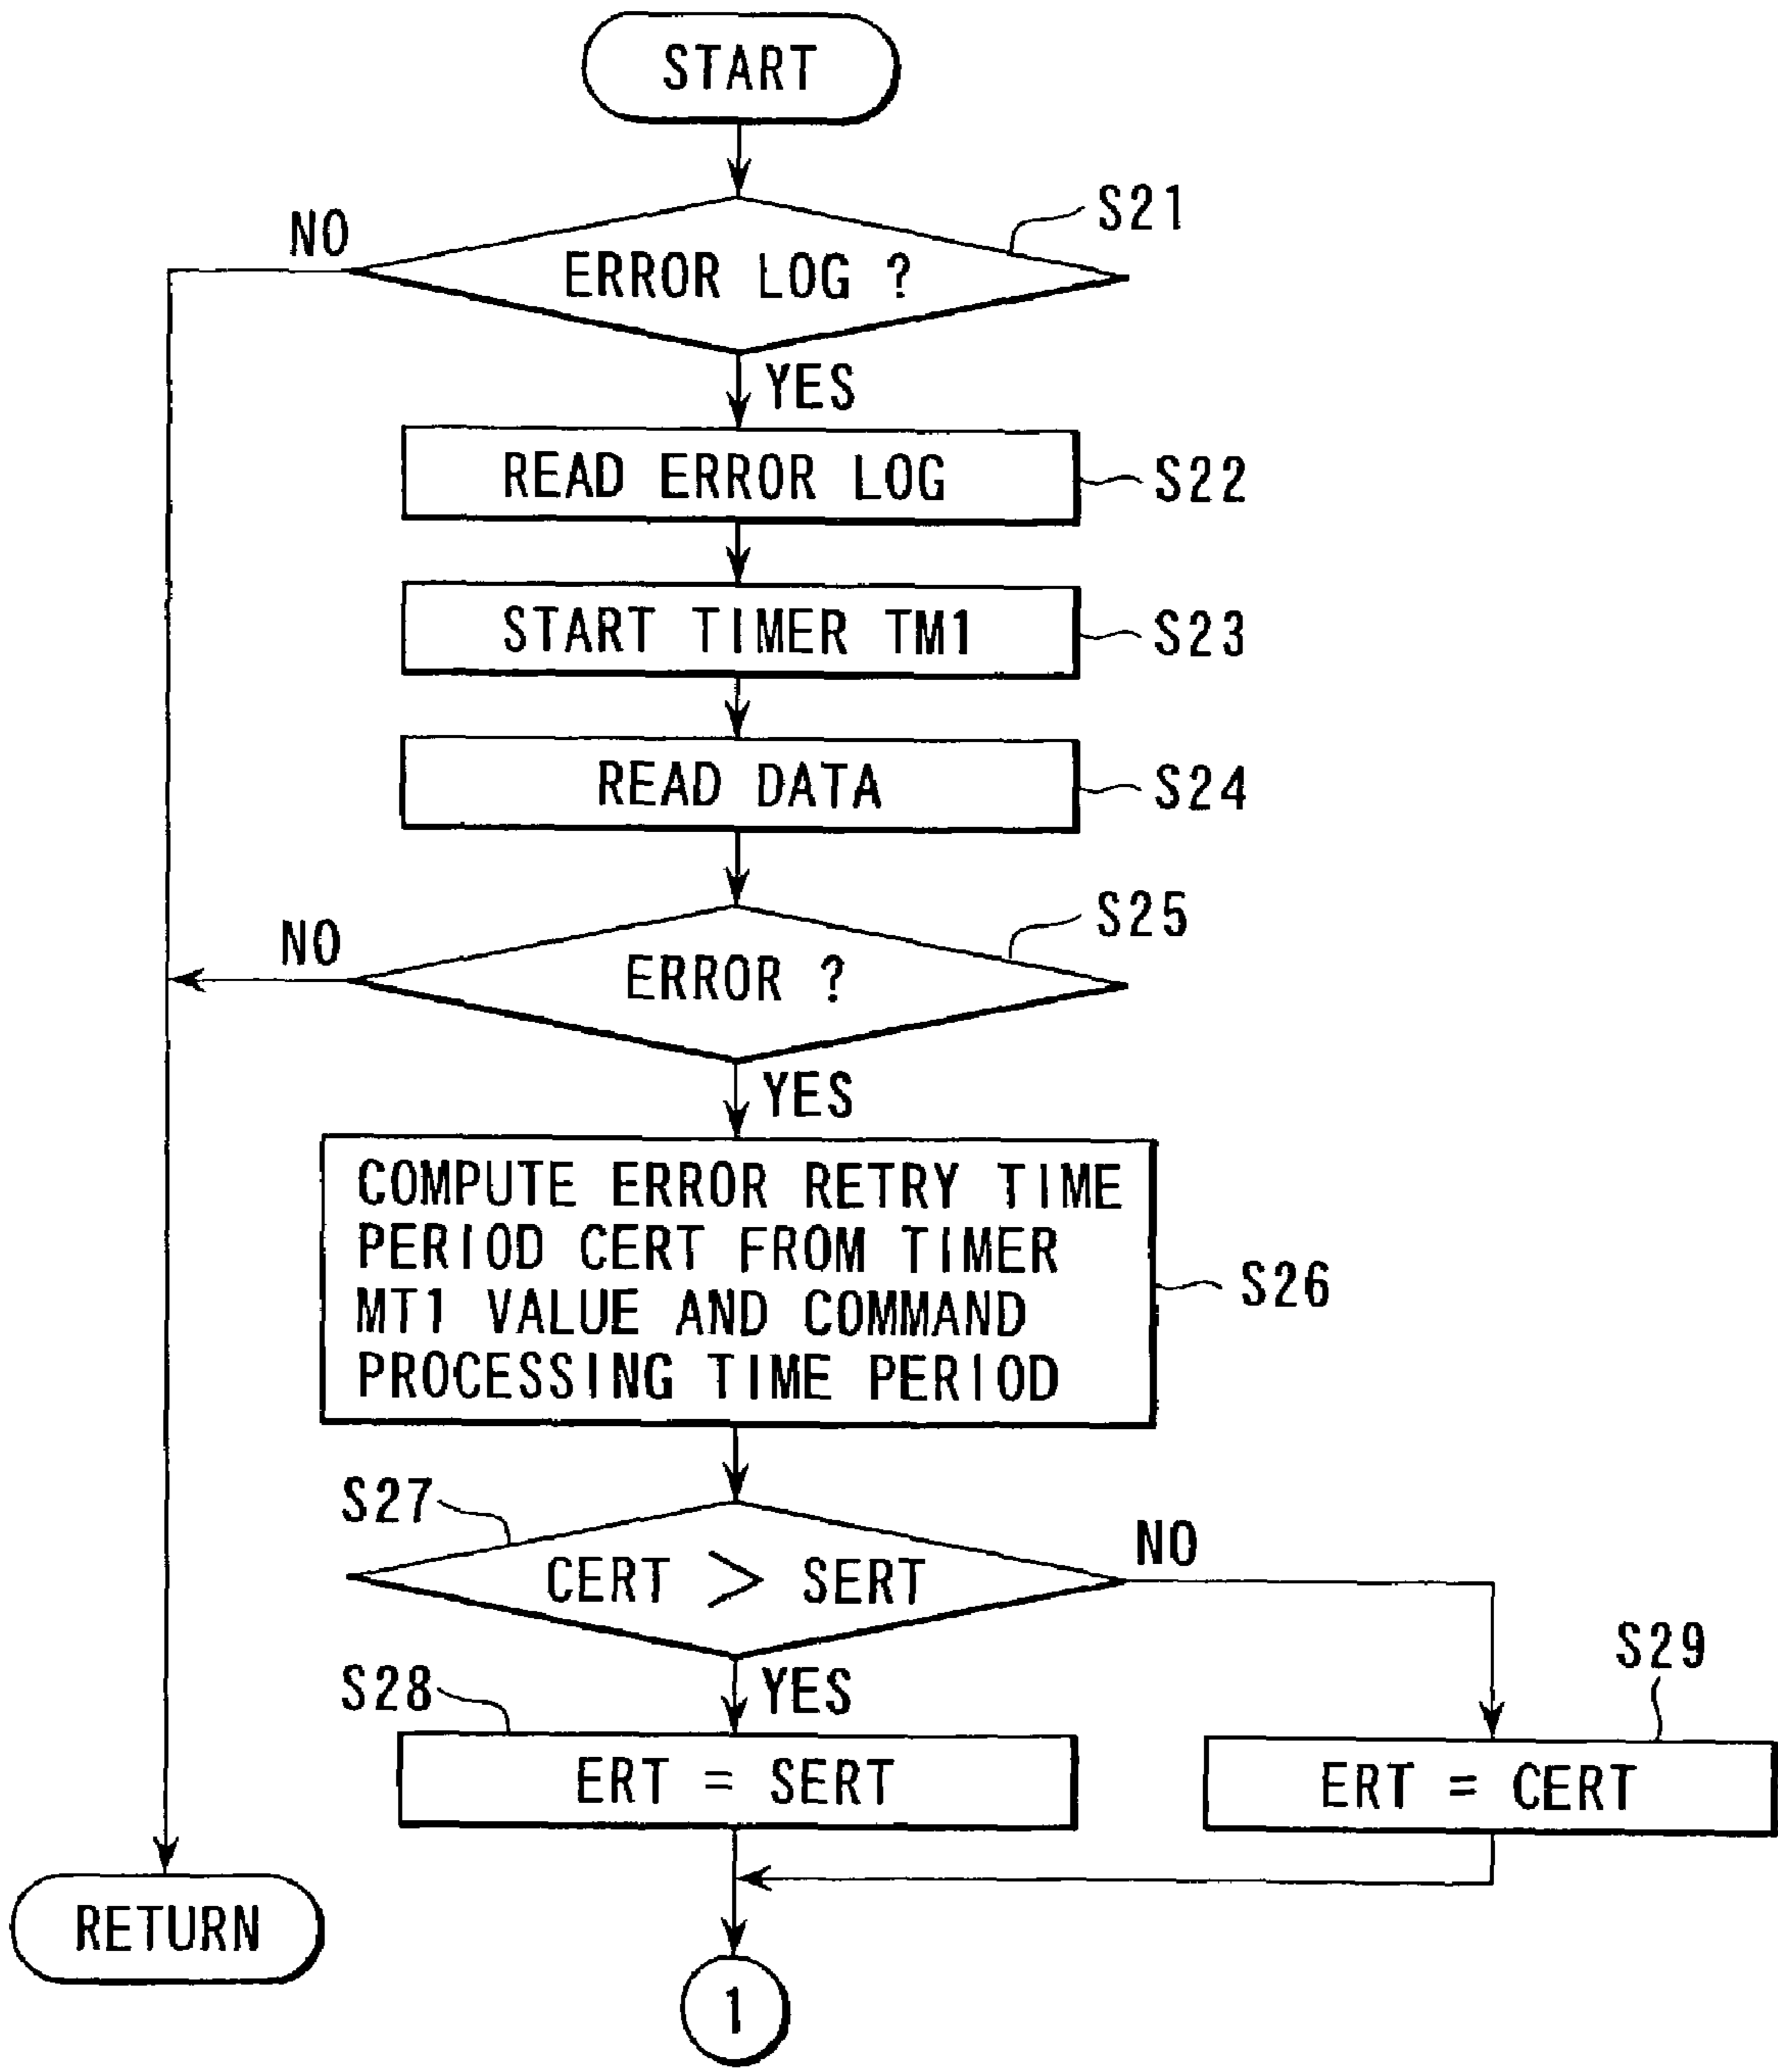 START
S21
NO
ERROR LOG ?
YES
READ ERROR LOG
S22
START TIMER TM1
S23
READ DATA
S24
S25
NO
ERROR ?
YES
COMPUTE ERROR RETRY TIME
PERIOD CERT FROM TIMER
MT1 VALUE AND COMMAND
PROCESSING TIME PERIOD
S26
S27
NO
CERT > SERT
S29
S28
YES
ERT = SERT
ERT = CERT
RETURN
1